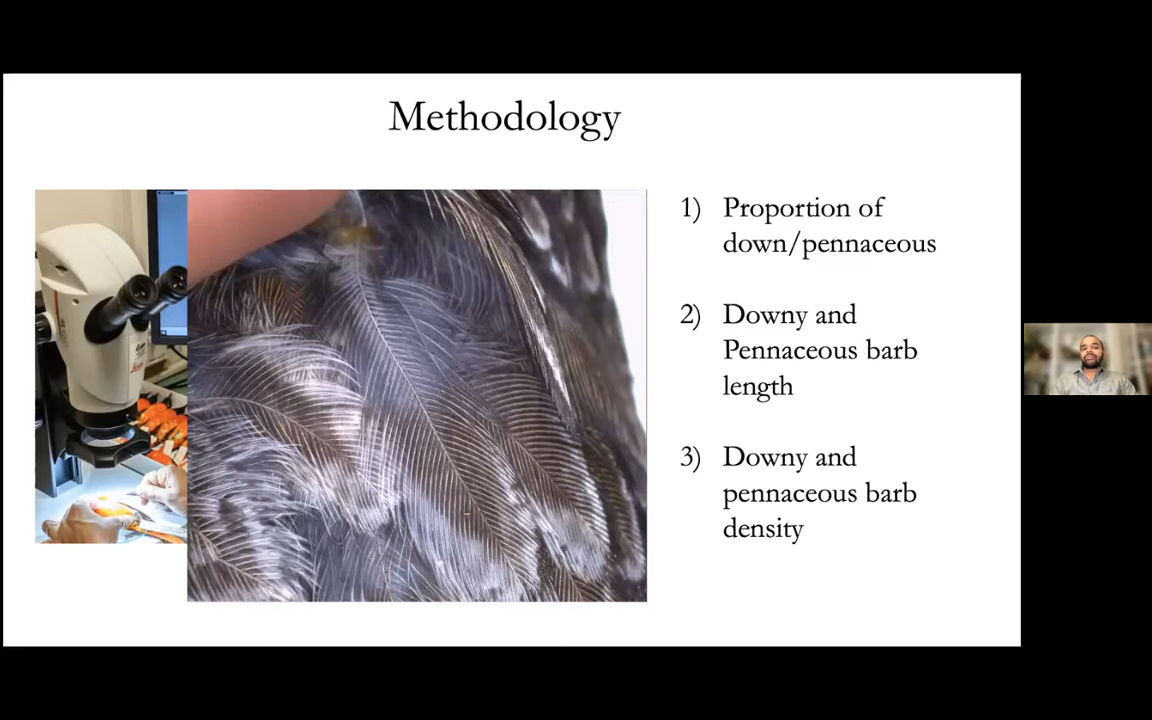 Methodology
1) Proportion of
down/pennaceous
2) Downy and
Pennaceous barb
length
3) Downy and
pennaceous barb
density